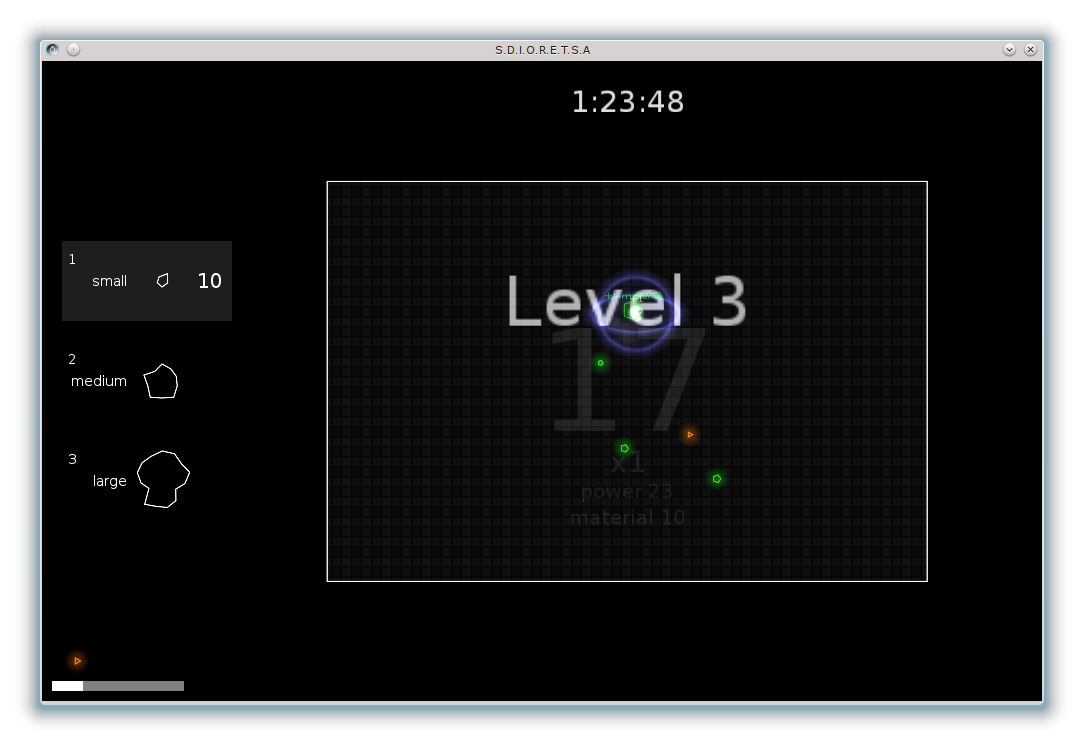 S.D.I.O.R.E.T.S.A
1:23:48
1
small 10
2
medium
3
large
Level 3
17
x1
power 23
material 10